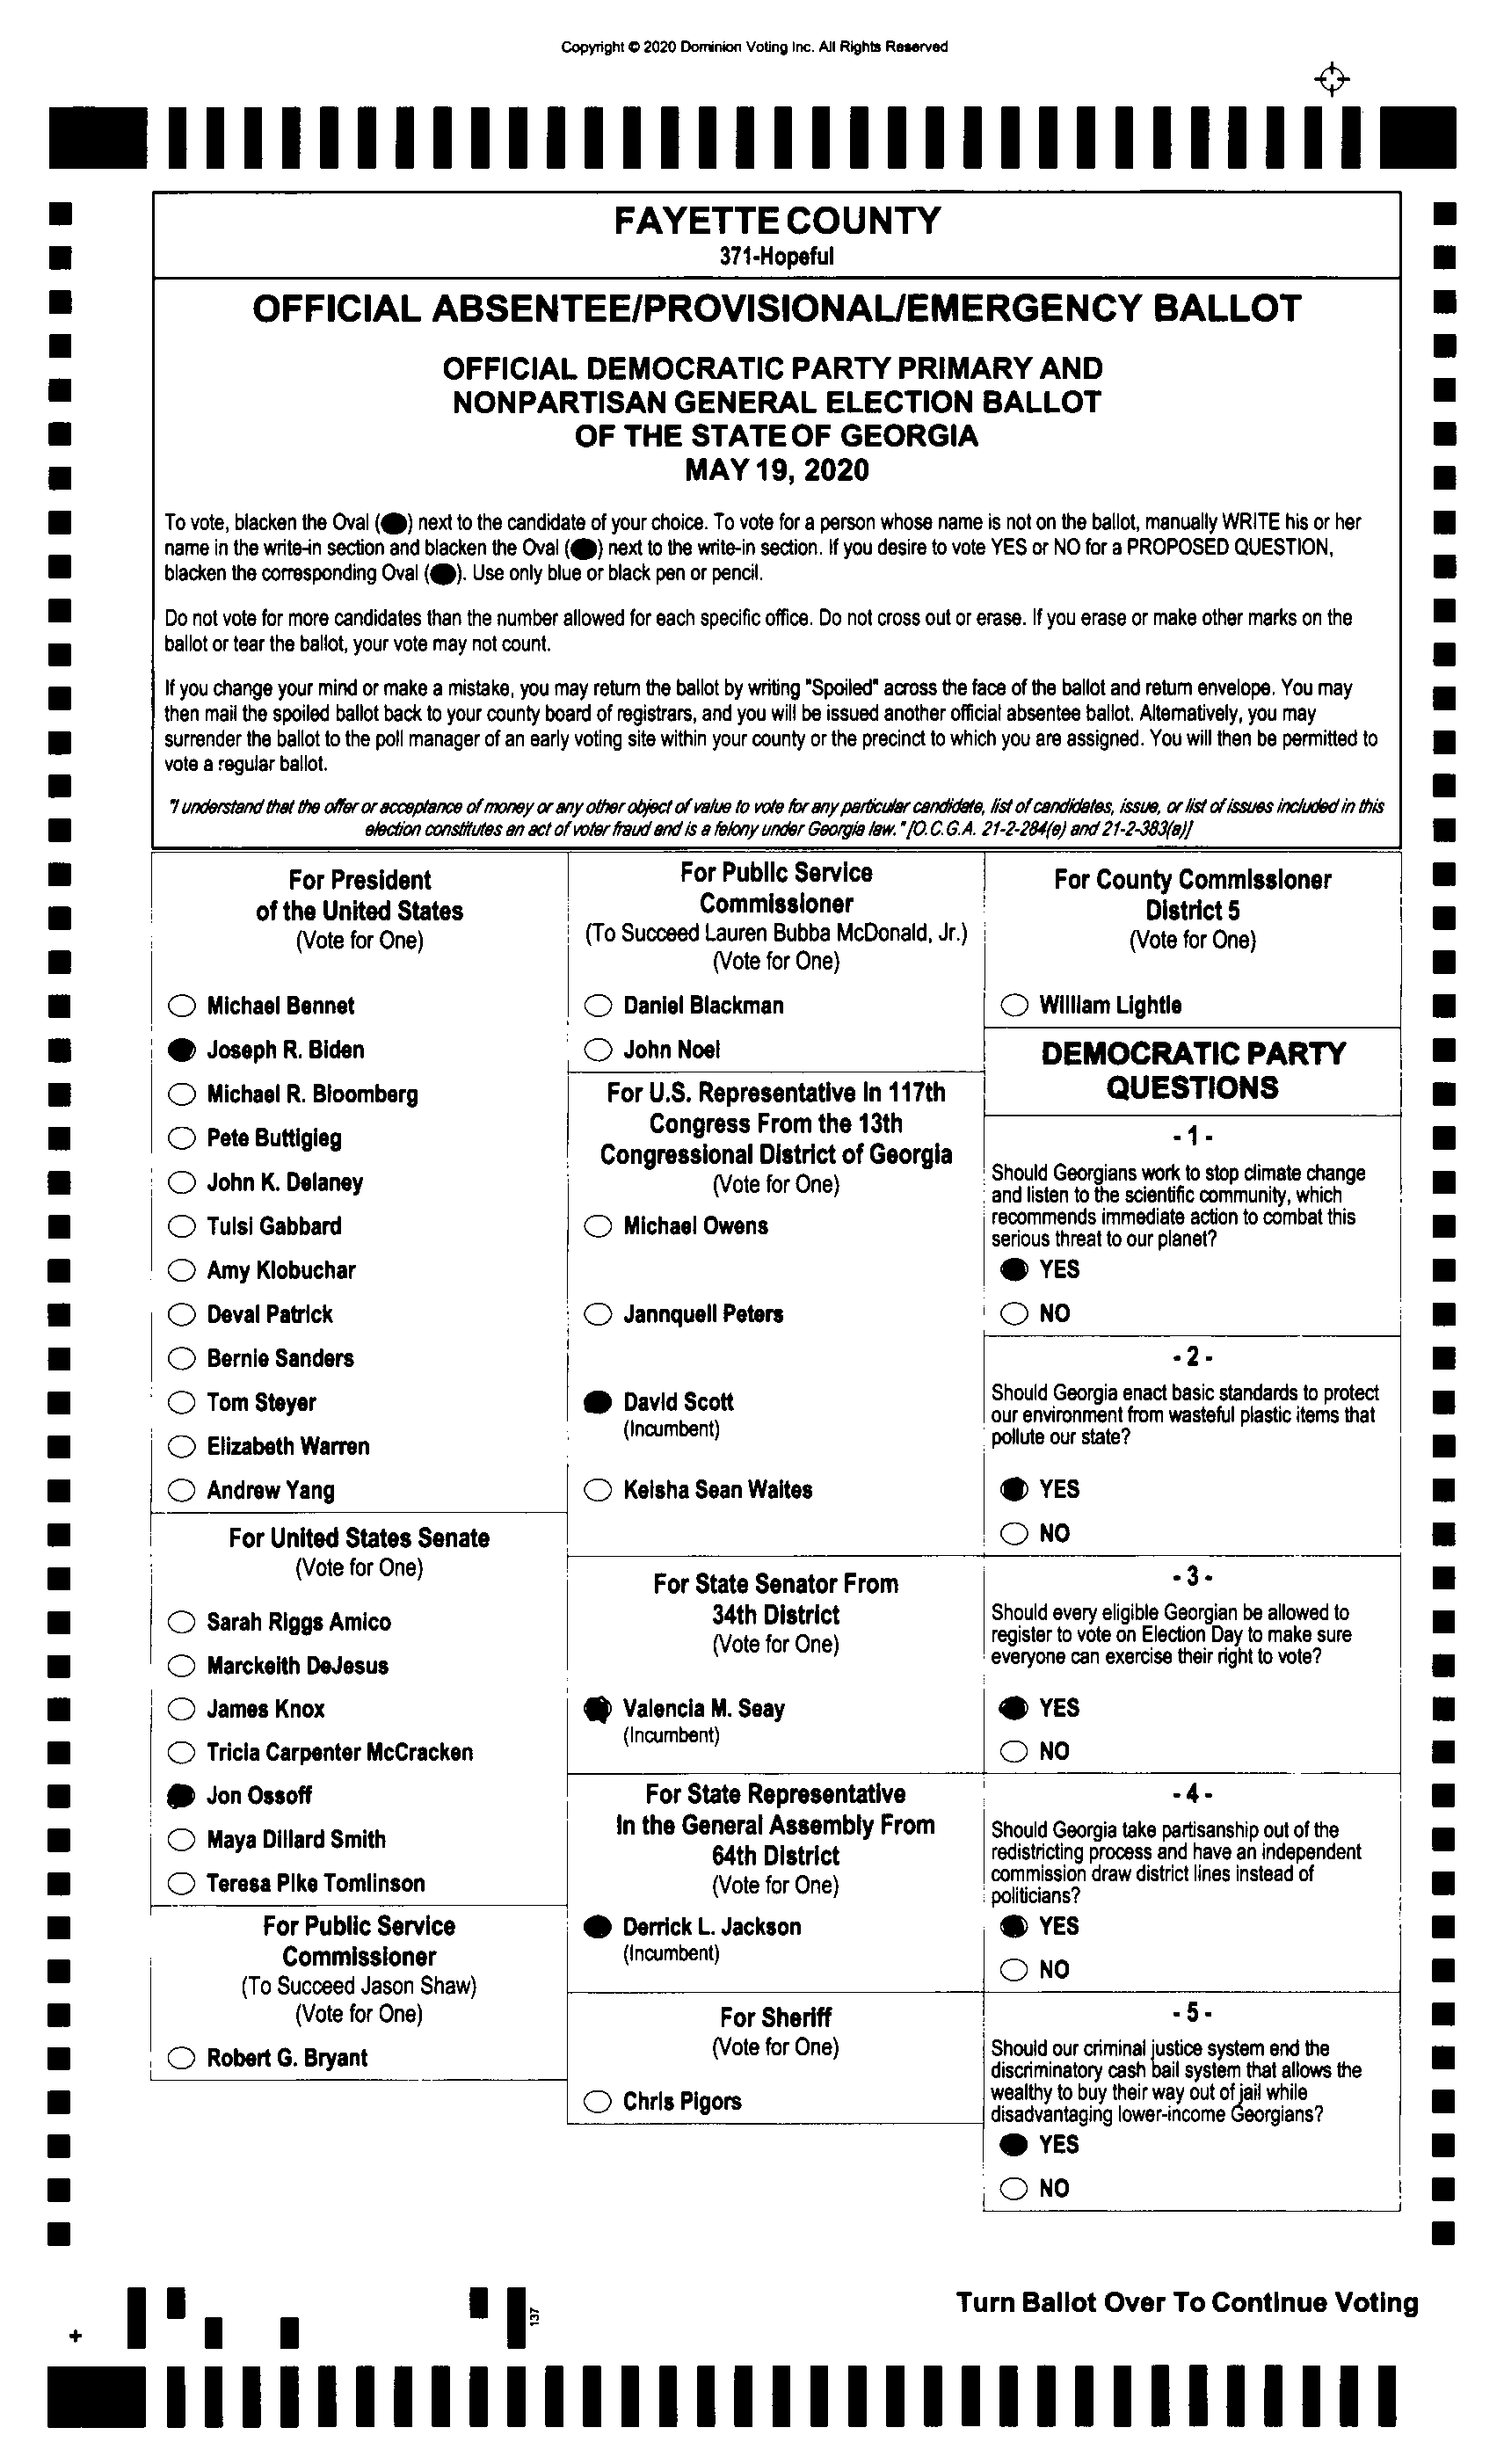 Copyright © 2020 Dominion Voting Inc. All Rights Reserved
FAYETTE COUNTY
371-Hopeful
OFFICIAL ABSENTEE/PROVISIONAL/EMERGENCY BALLOT
OFFICIAL DEMOCRATIC PARTY PRIMARY AND
NONPARTISAN GENERAL ELECTION BALLOT
OF THE STATE OF GEORGIA
MAY 19, 2020
To vote, blacken the Oval (⬬) next to the candidate of your choice. To vote for a person whose name is not on the ballot, manually WRITE his or her
name in the write-in section and blacken the Oval (⬬) next to the write-in section. If you desire to vote YES or NO for a PROPOSED QUESTION,
blacken the corresponding Oval (⬬). Use only blue or black pen or pencil.
Do not vote for more candidates than the number allowed for each specific office. Do not cross out or erase. If you erase or make other marks on the
ballot or tear the ballot, your vote may not count.
If you change your mind or make a mistake, you may return the ballot by writing "Spoiled" across the face of the ballot and return envelope. You may
then mail the spoiled ballot back to your county board of registrars, and you will be issued another official absentee ballot. Alternatively, you may
surrender the ballot to the poll manager of an early voting site within your county or the precinct to which you are assigned. You will then be permitted to
vote a regular ballot.
"I understand that the offer or acceptance of money or any other object of value to vote for any particular candidate, list of candidates, issue, or list of issues included in this
election constitutes an act of voter fraud and is a felony under Georgia law." [O.C.G.A. 21-2-284(e) and 21-2-383(a)]
For President
of the United States
(Vote for One)
Michael Bennet
Joseph R. Biden
Michael R. Bloomberg
Pete Buttigieg
John K. Delaney
Tulsi Gabbard
Amy Klobuchar
Deval Patrick
Bernie Sanders
Tom Steyer
Elizabeth Warren
Andrew Yang
For United States Senate
(Vote for One)
Sarah Riggs Amico
Marckeith DeJesus
James Knox
Tricia Carpenter McCracken
Jon Ossoff
Maya Dillard Smith
Teresa Pike Tomlinson
For Public Service
Commissioner
(To Succeed Jason Shaw)
(Vote for One)
Robert G. Bryant
For Public Service
Commissioner
(To Succeed Lauren Bubba McDonald, Jr.)
(Vote for One)
Daniel Blackman
John Noel
For U.S. Representative in 117th
Congress From the 13th
Congressional District of Georgia
(Vote for One)
Michael Owens
Jannquell Peters
David Scott
(Incumbent)
Keisha Sean Waites
For State Senator From
34th District
(Vote for One)
Valencia M. Seay
(Incumbent)
For State Representative
In the General Assembly From
64th District
(Vote for One)
Derrick L. Jackson
(Incumbent)
For Sheriff
(Vote for One)
Chris Pigors
For County Commissioner
District 5
(Vote for One)
William Lightle
DEMOCRATIC PARTY
QUESTIONS
- 1 -
Should Georgians work to stop climate change
and listen to the scientific community, which
recommends immediate action to combat this
serious threat to our planet?
YES
NO
- 2 -
Should Georgia enact basic standards to protect
our environment from wasteful plastic items that
pollute our state?
YES
NO
- 3 -
Should every eligible Georgian be allowed to
register to vote on Election Day to make sure
everyone can exercise their right to vote?
YES
NO
- 4 -
Should Georgia take partisanship out of the
redistricting process and have an independent
commission draw district lines instead of
politicians?
YES
NO
- 5 -
Should our criminal justice system end the
discriminatory cash bail system that allows the
wealthy to buy their way out of jail while
disadvantaging lower-income Georgians?
YES
NO
Turn Ballot Over To Continue Voting
137
+